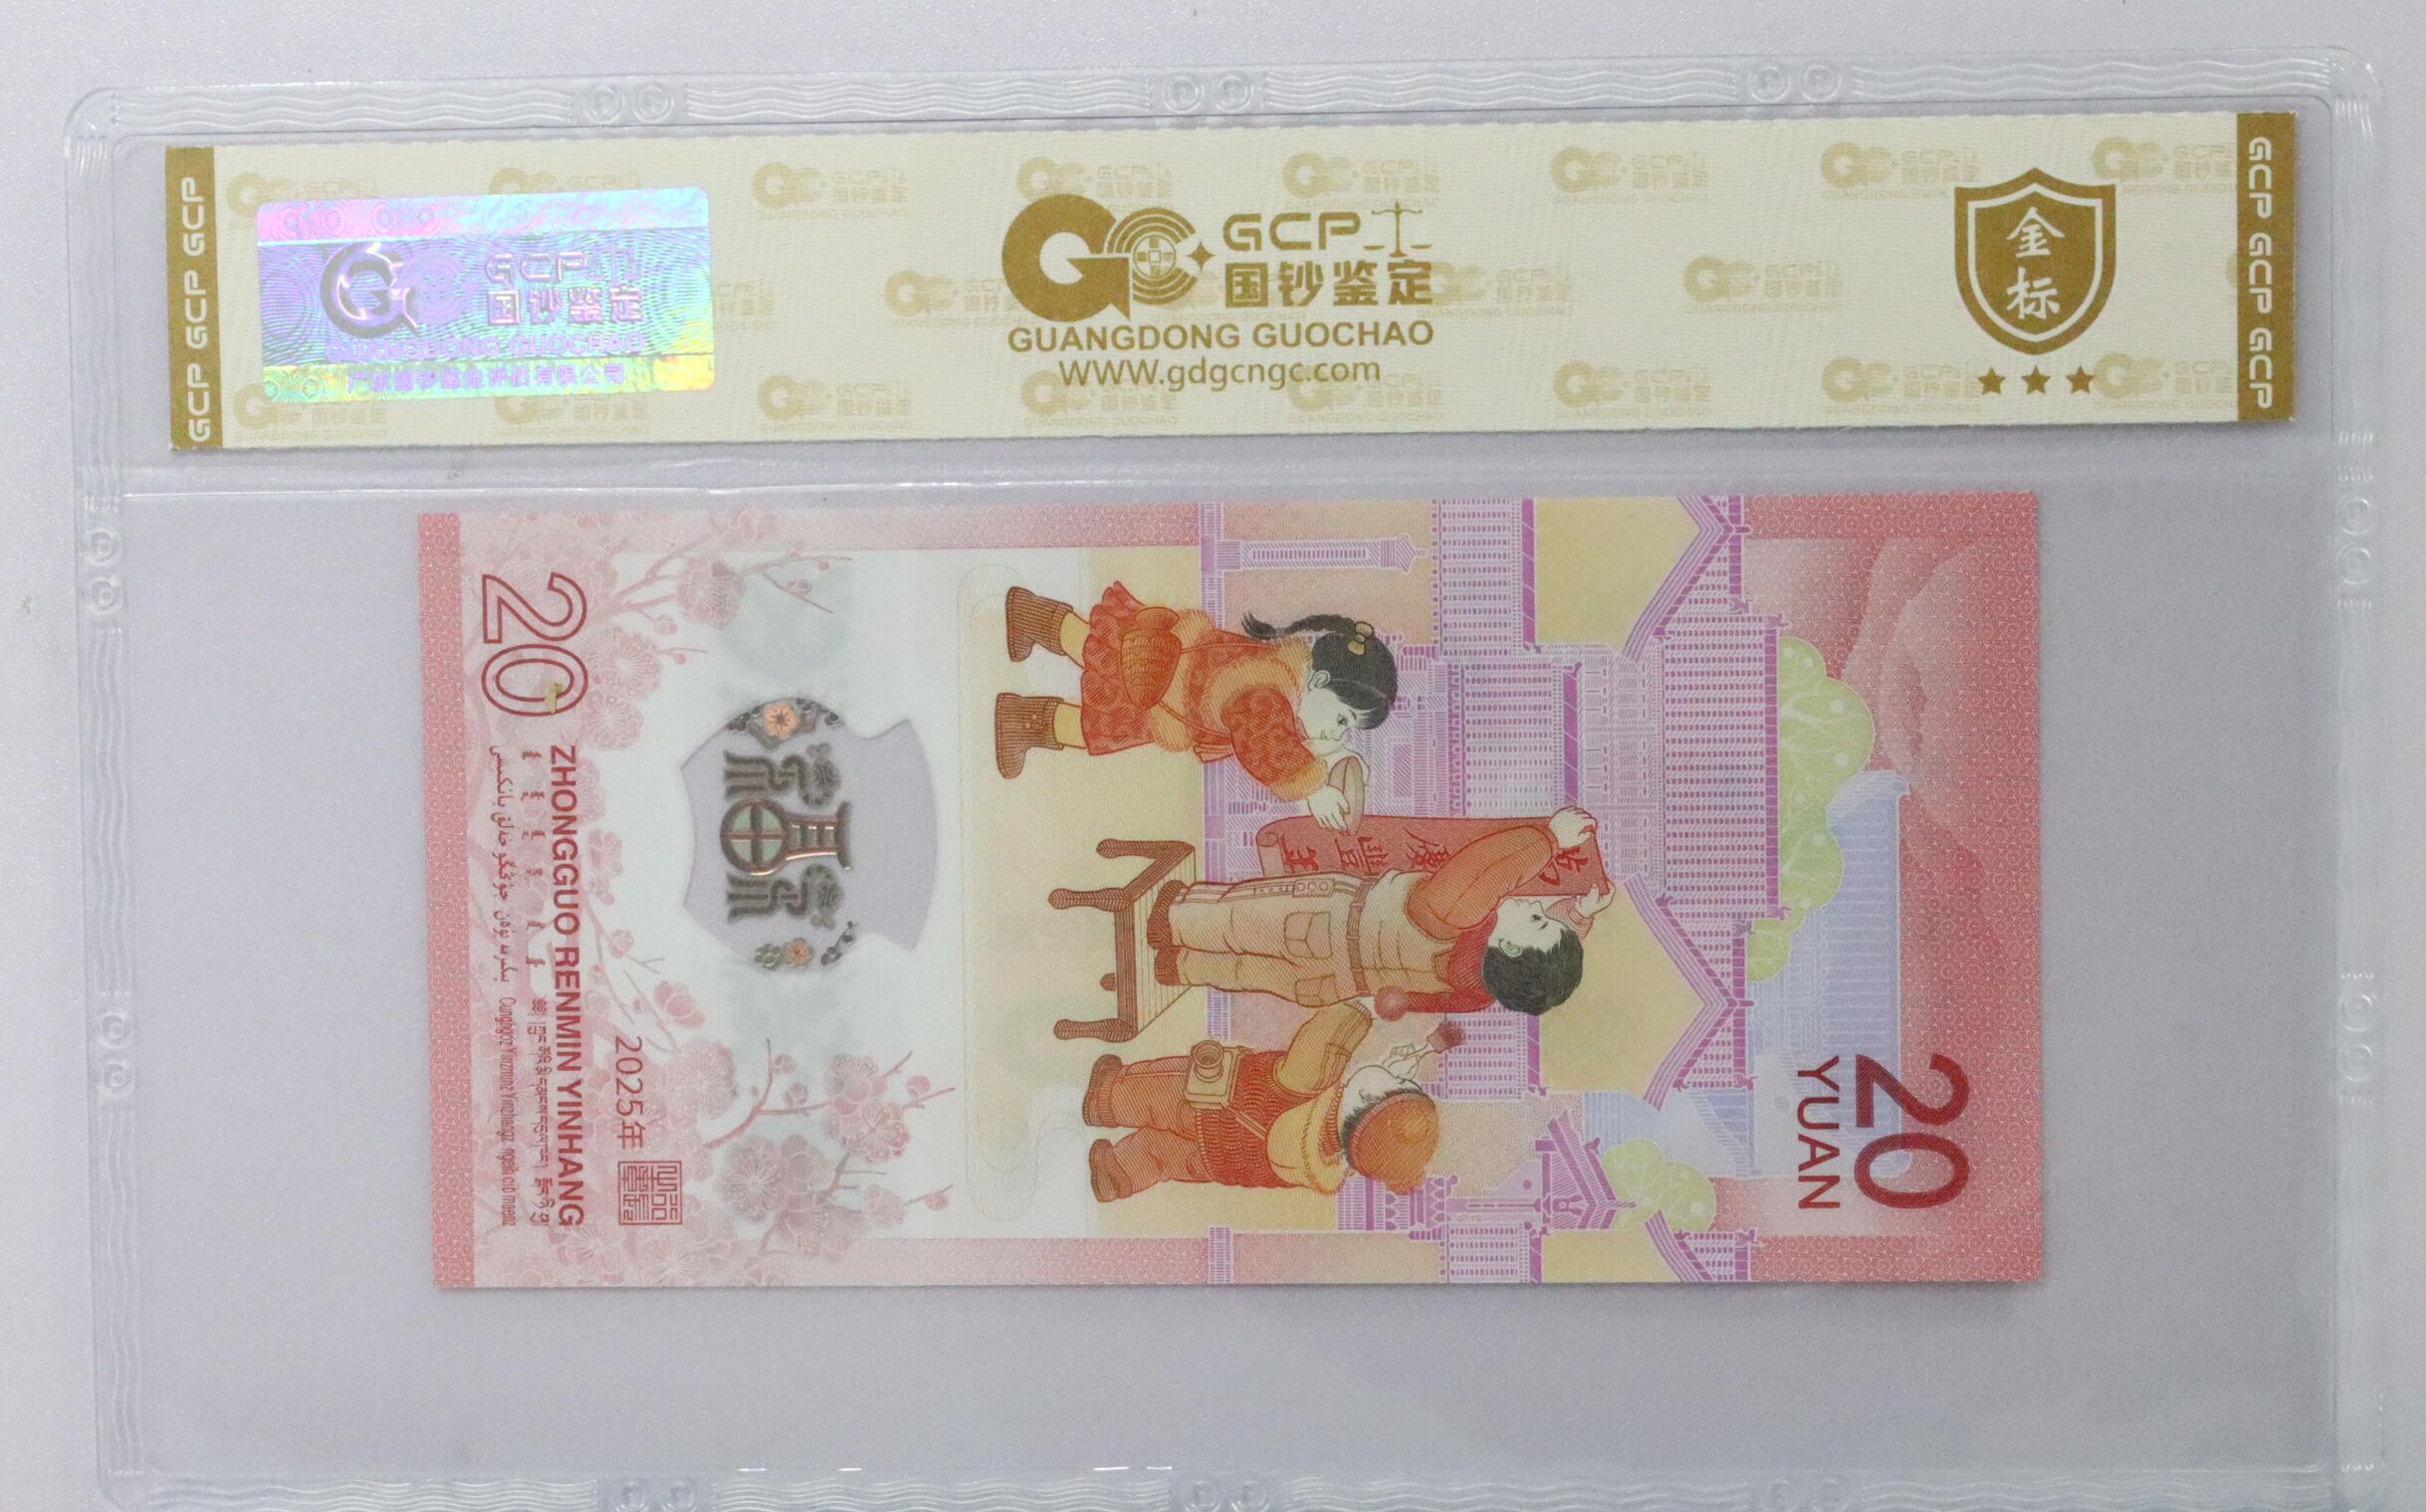 GCP GCP GCP
GCP
国钞鉴定
GUANGDONG GUOCHAO
广东国钞鉴定评估有限公司
GCP
国钞鉴定
GUANGDONG GUOCHAO
WWW.gdgcngc.com
金
标
GCP GCP GCP
20
YUAN
2025年
20
ZHONGGUO RENMIN YINHANG